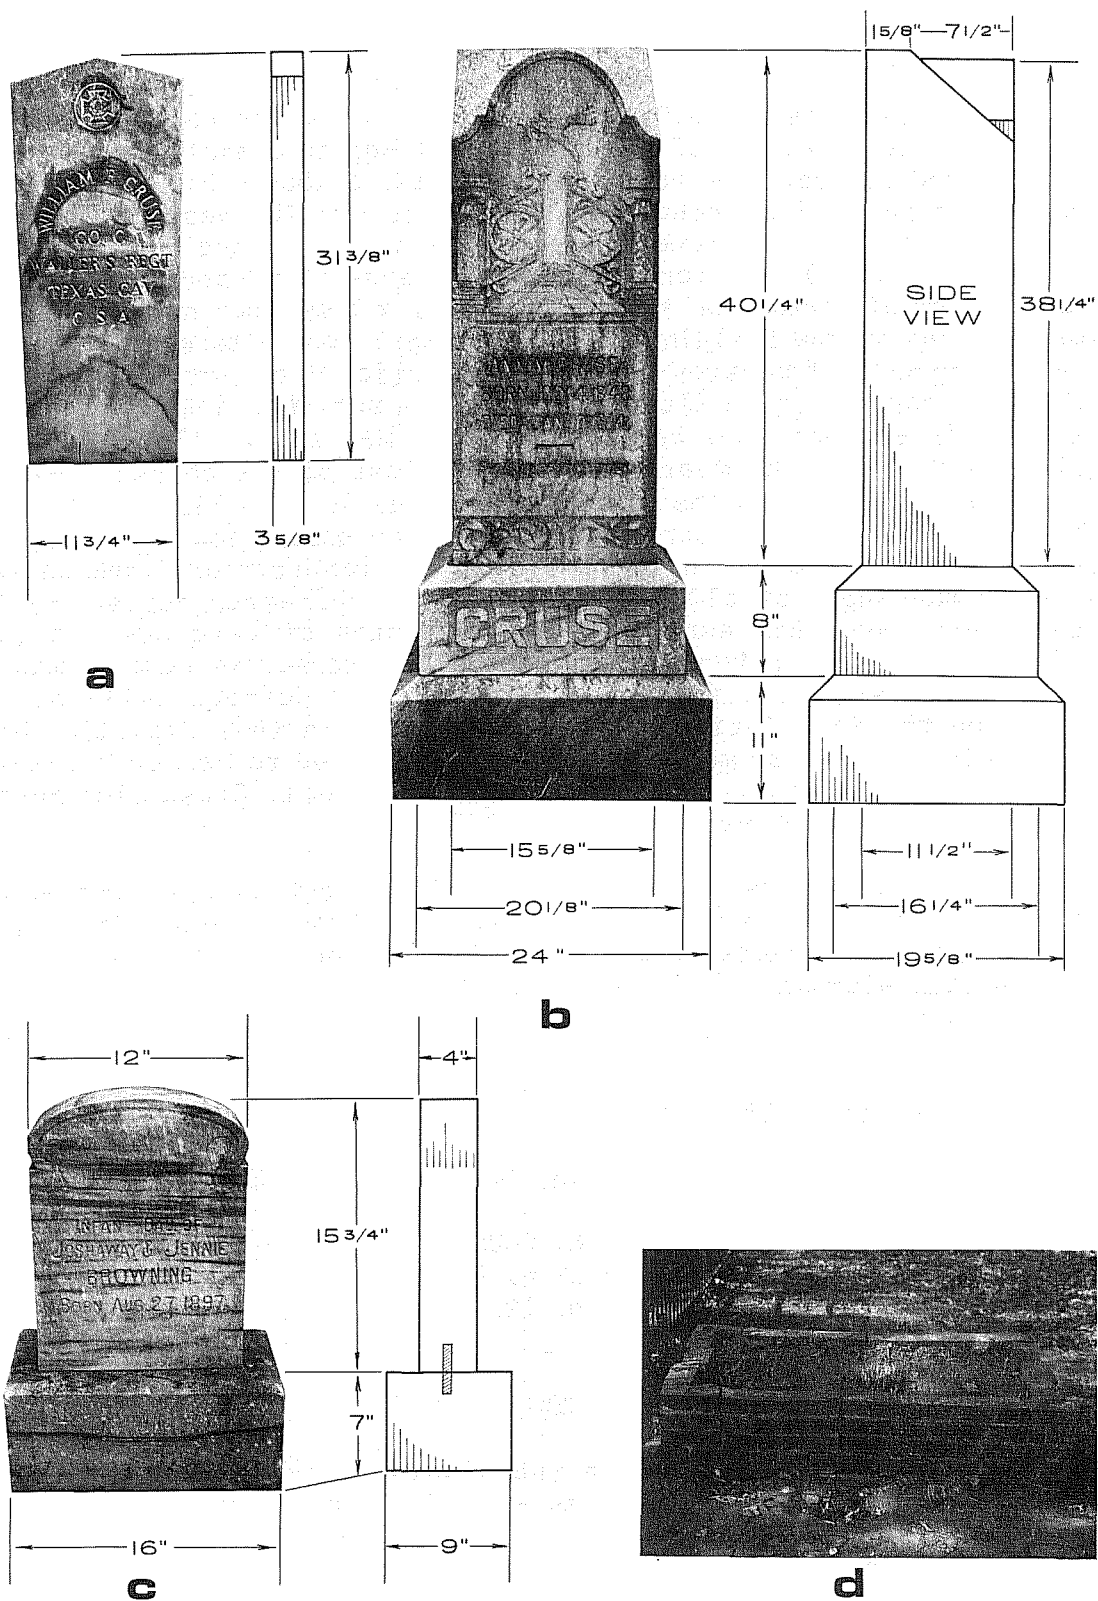 WILLIAM CRUSE
CO. C.
WALLER'S REGT
TEXAS CAV
C S A
31 3/8"
11 3/4"
3 5/8"
a
15/8" 7 1/2"
40 1/4"
SIDE
VIEW
38 1/4"
BORN
CRUSE
8"
11"
15 5/8"
20 1/8"
24"
11 1/2"
16 1/4"
19 5/8"
b
12"
4"
INFANT OF
JOSHAWAY & JENNIE
BROWNING
BORN AUG. 27 1897
15 3/4"
7"
16"
9"
c
d